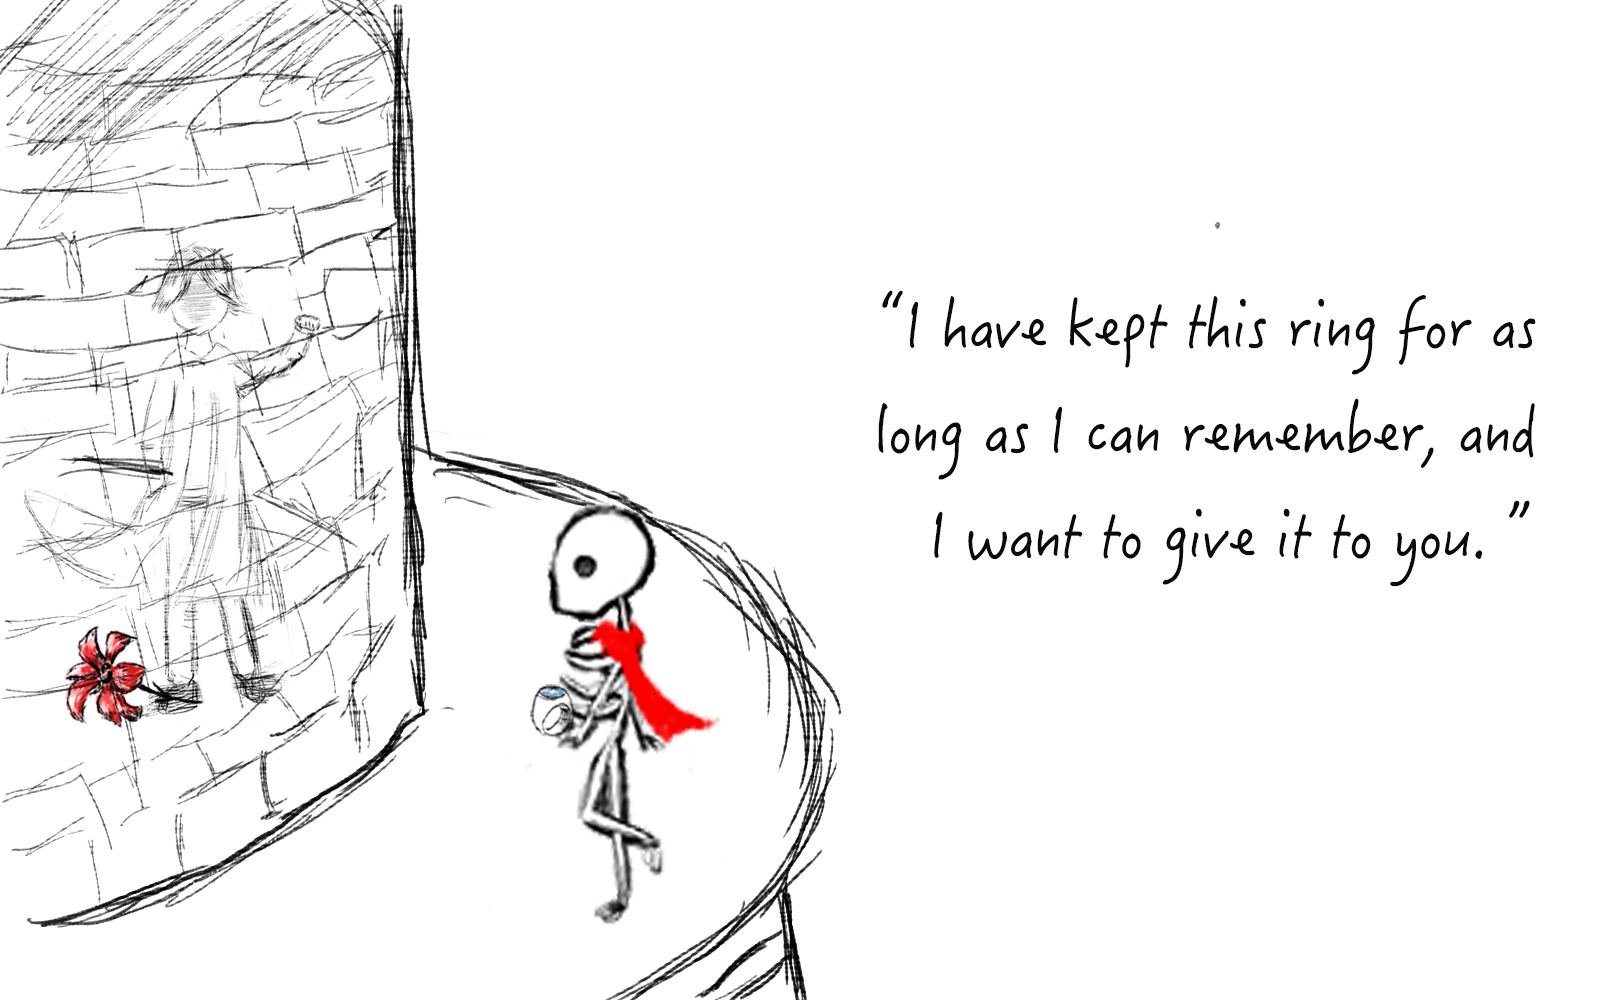 “I have kept this ring for as
long as I can remember, and
I want to give it to you. ”